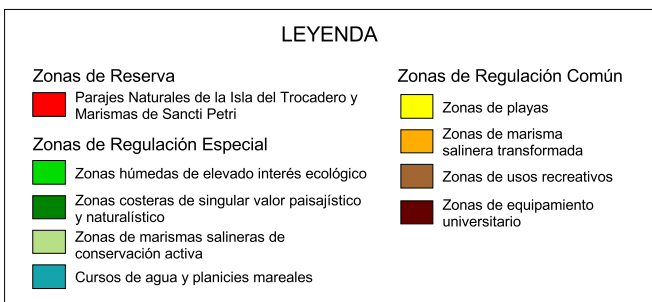 LEYENDA
Zonas de Reserva
Parajes Naturales de la Isla del Trocadero y
Marismas de Sancti Petri
Zonas de Regulación Especial
Zonas húmedas de elevado interés ecológico
Zonas costeras de singular valor paisajístico
y naturalístico
Zonas de marismas salineras de
conservación activa
Cursos de agua y planicies mareales
Zonas de Regulación Común
Zonas de playas
Zonas de marisma
salinera transformada
Zonas de usos recreativos
Zonas de equipamiento
universitario